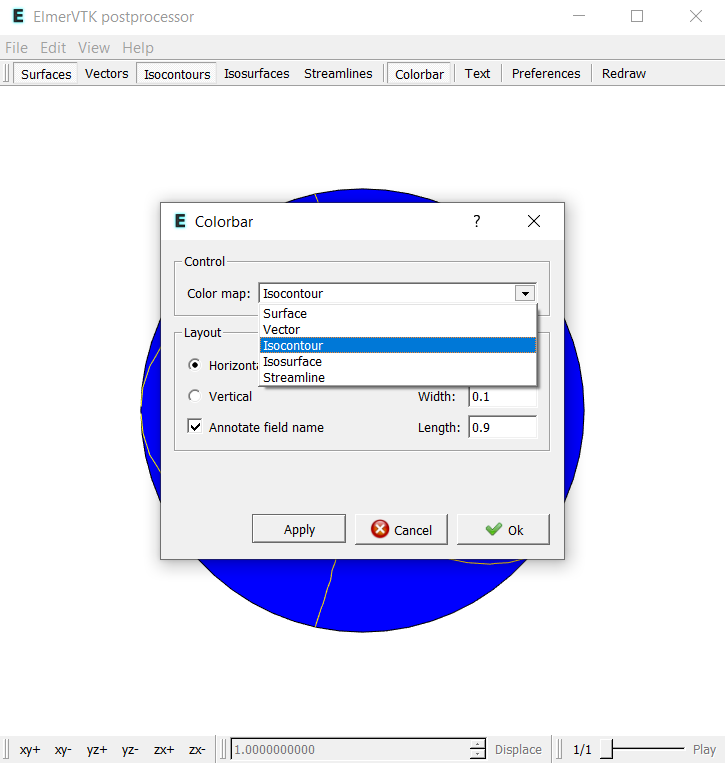 E ElmerVTK postprocessor
File Edit View Help
Surfaces Vectors Isocontours Isosurfaces Streamlines Colorbar Text Preferences Redraw
E Colorbar ?
Control
Color map: Isocontour
Surface
Vector
Isocontour
Isosurface
Streamline
Layout
Horizonta
Vertical Width: 0.1
Annotate field name Length: 0.9
Apply Cancel Ok
xy+ xy- yz+ yz- zx+ zx- 1.0000000000 Displace 1/1 Play